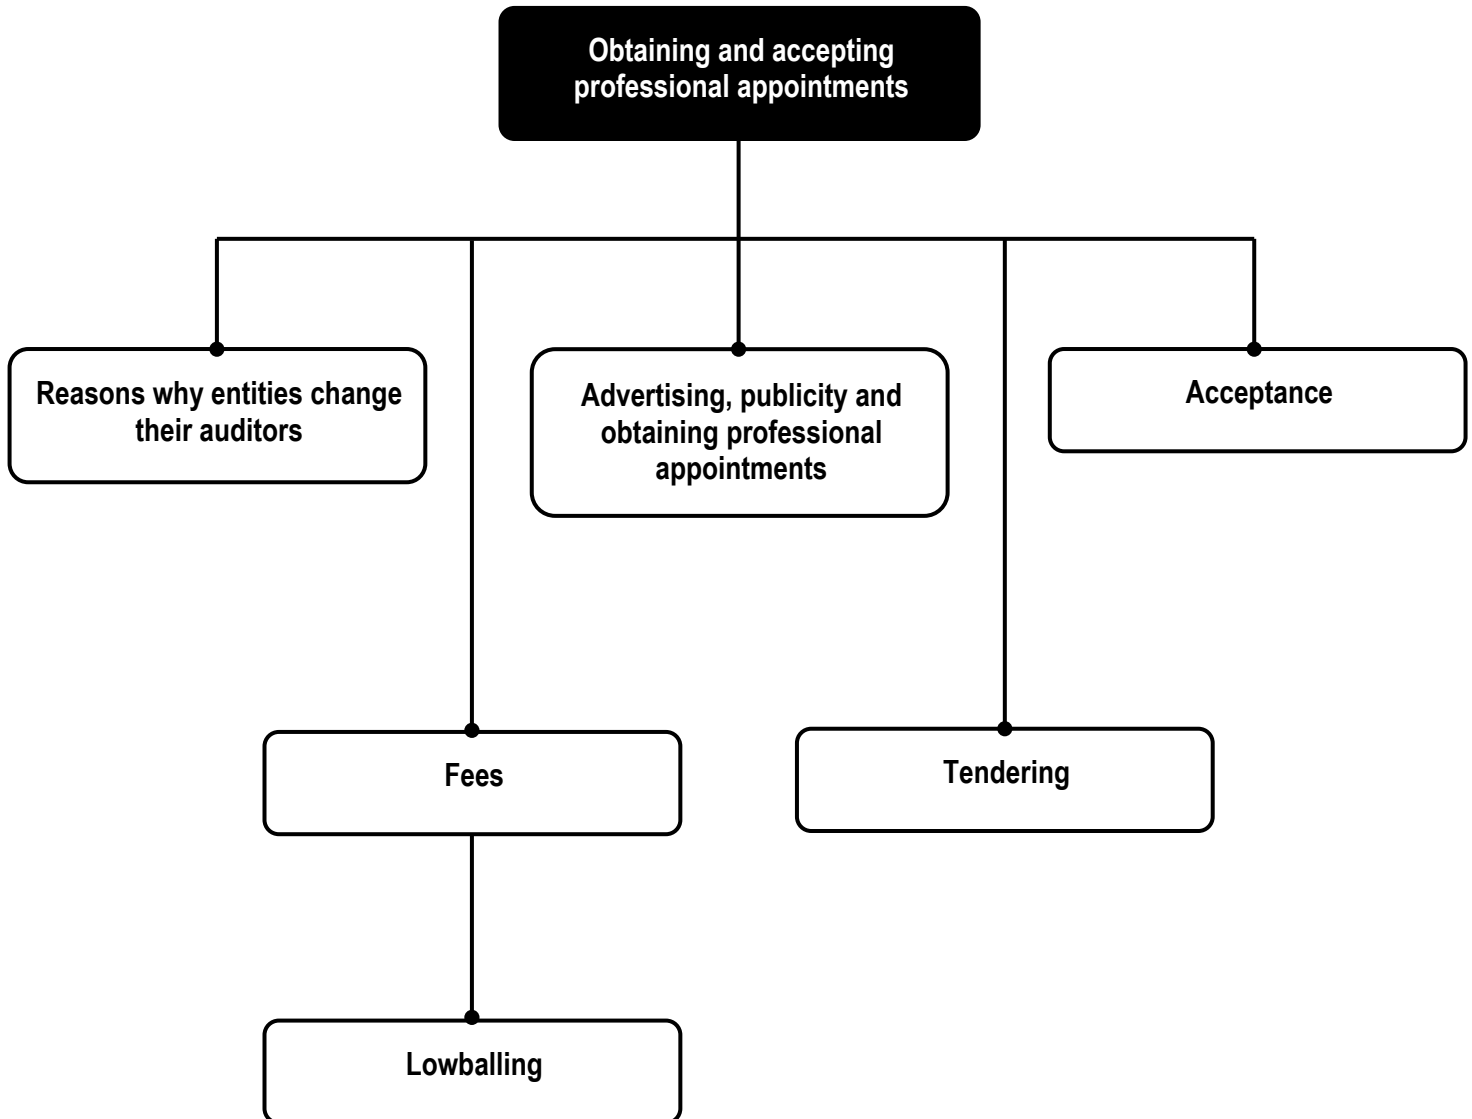 Obtaining and accepting
professional appointments
Reasons why entities change
their auditors
Advertising, publicity and
obtaining professional
appointments
Acceptance
Fees
Tendering
Lowballing